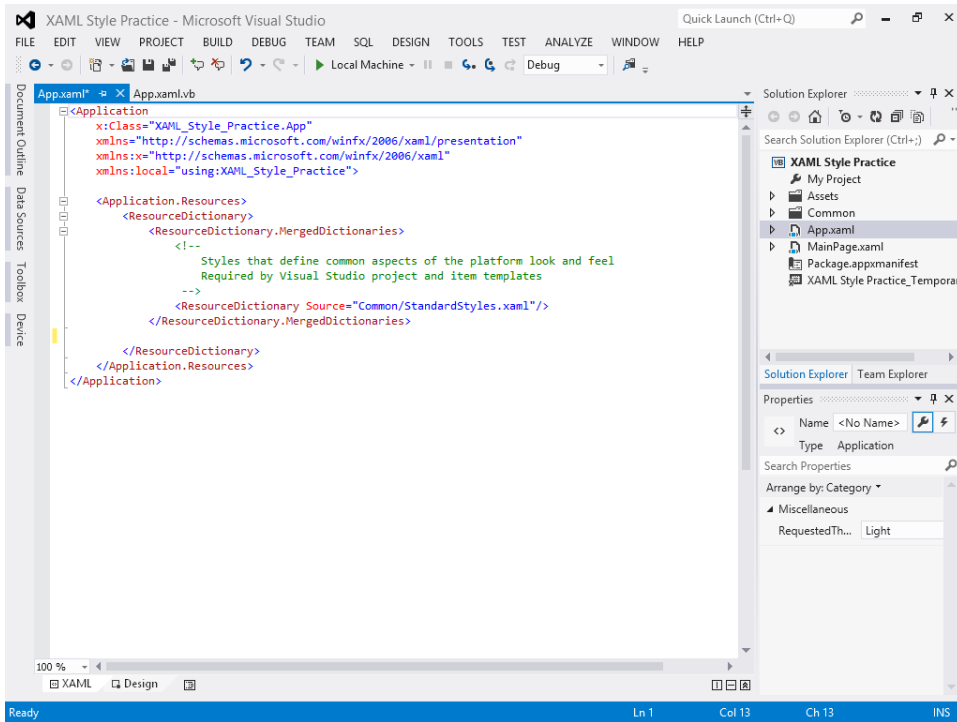 XAML Style Practice - Microsoft Visual Studio
Quick Launch (Ctrl+Q)
FILE EDIT VIEW PROJECT BUILD DEBUG TEAM SQL DESIGN TOOLS TEST ANALYZE WINDOW HELP
Local Machine
Debug
Document Outline
Data Sources
Toolbox
Device
App.xaml*
App.xaml.vb
<Application
x:Class="XAML_Style_Practice.App"
xmlns="http://schemas.microsoft.com/winfx/2006/xaml/presentation"
xmlns:x="http://schemas.microsoft.com/winfx/2006/xaml"
xmlns:local="using:XAML_Style_Practice">
<Application.Resources>
<ResourceDictionary>
<ResourceDictionary.MergedDictionaries>
<!--
Styles that define common aspects of the platform look and feel
Required by Visual Studio project and item templates
-->
<ResourceDictionary Source="Common/StandardStyles.xaml"/>
</ResourceDictionary.MergedDictionaries>
</ResourceDictionary>
</Application.Resources>
</Application>
100 %
XAML
Design
Solution Explorer
Search Solution Explorer (Ctrl+;)
VB XAML Style Practice
My Project
Assets
Common
App.xaml
MainPage.xaml
Package.appxmanifest
XAML Style Practice_Tempora
Solution Explorer Team Explorer
Properties
Name <No Name>
Type Application
Search Properties
Arrange by: Category
Miscellaneous
RequestedTh... Light
Ready
Ln 1 Col 13 Ch 13 INS